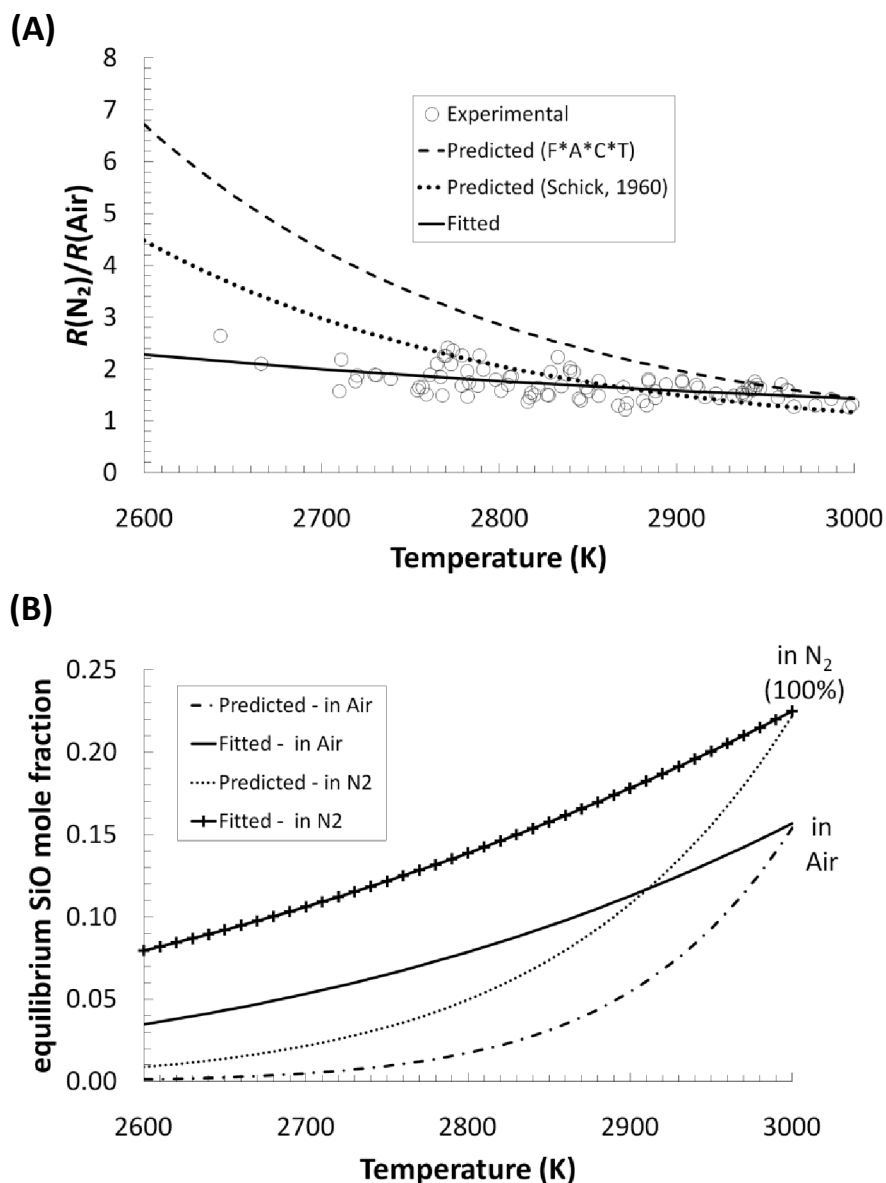 (A)
R(N₂)/R(Air)
8
7
6
5
4
3
2
1
0
Experimental
Predicted (F*A*C*T)
Predicted (Schick, 1960)
Fitted
2600 2700 2800 2900 3000
Temperature (K)
(B)
equilibrium SiO mole fraction
0.25
0.20
0.15
0.10
0.05
0.00
Predicted - in Air
Fitted - in Air
Predicted - in N2
Fitted - in N2
in N₂
(100%)
in
Air
2600 2700 2800 2900 3000
Temperature (K)